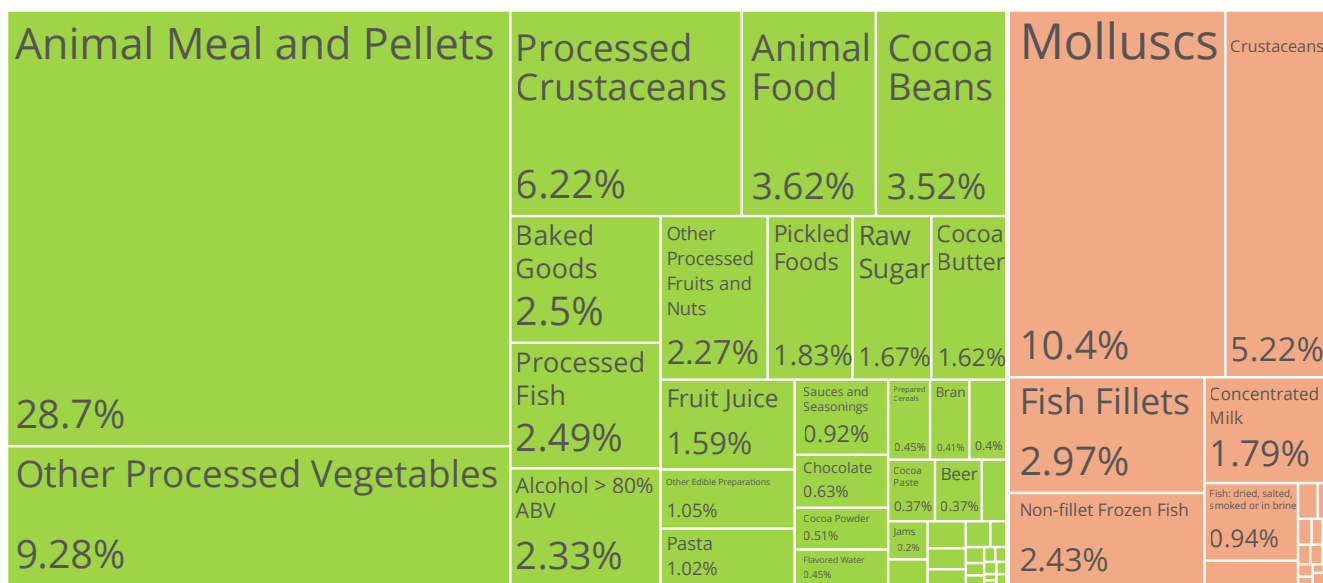 Animal Meal and Pellets
28.7%
Other Processed Vegetables
9.28%
Processed
Crustaceans
6.22%
Animal
Food
3.62%
Cocoa
Beans
3.52%
Baked
Goods
2.5%
Processed
Fish
2.49%
Alcohol > 80%
ABV
2.33%
Other
Processed
Fruits and
Nuts
2.27%
Pickled
Foods
1.83%
Raw
Sugar
1.67%
Cocoa
Butter
1.62%
Fruit Juice
1.59%
Other Edible Preparations
1.05%
Pasta
1.02%
Sauces and
Seasonings
0.92%
Chocolate
0.63%
Cocoa Powder
0.51%
Flavored Water
0.45%
Prepared
Cereals
0.45%
Bran
0.41%
0.4%
Cocoa
Paste
0.37%
Beer
0.37%
Jams
0.2%
Molluscs
10.4%
Crustaceans
5.22%
Fish Fillets
2.97%
Non-fillet Frozen Fish
2.43%
Concentrated
Milk
1.79%
Fish: dried, salted,
smoked or in brine
0.94%